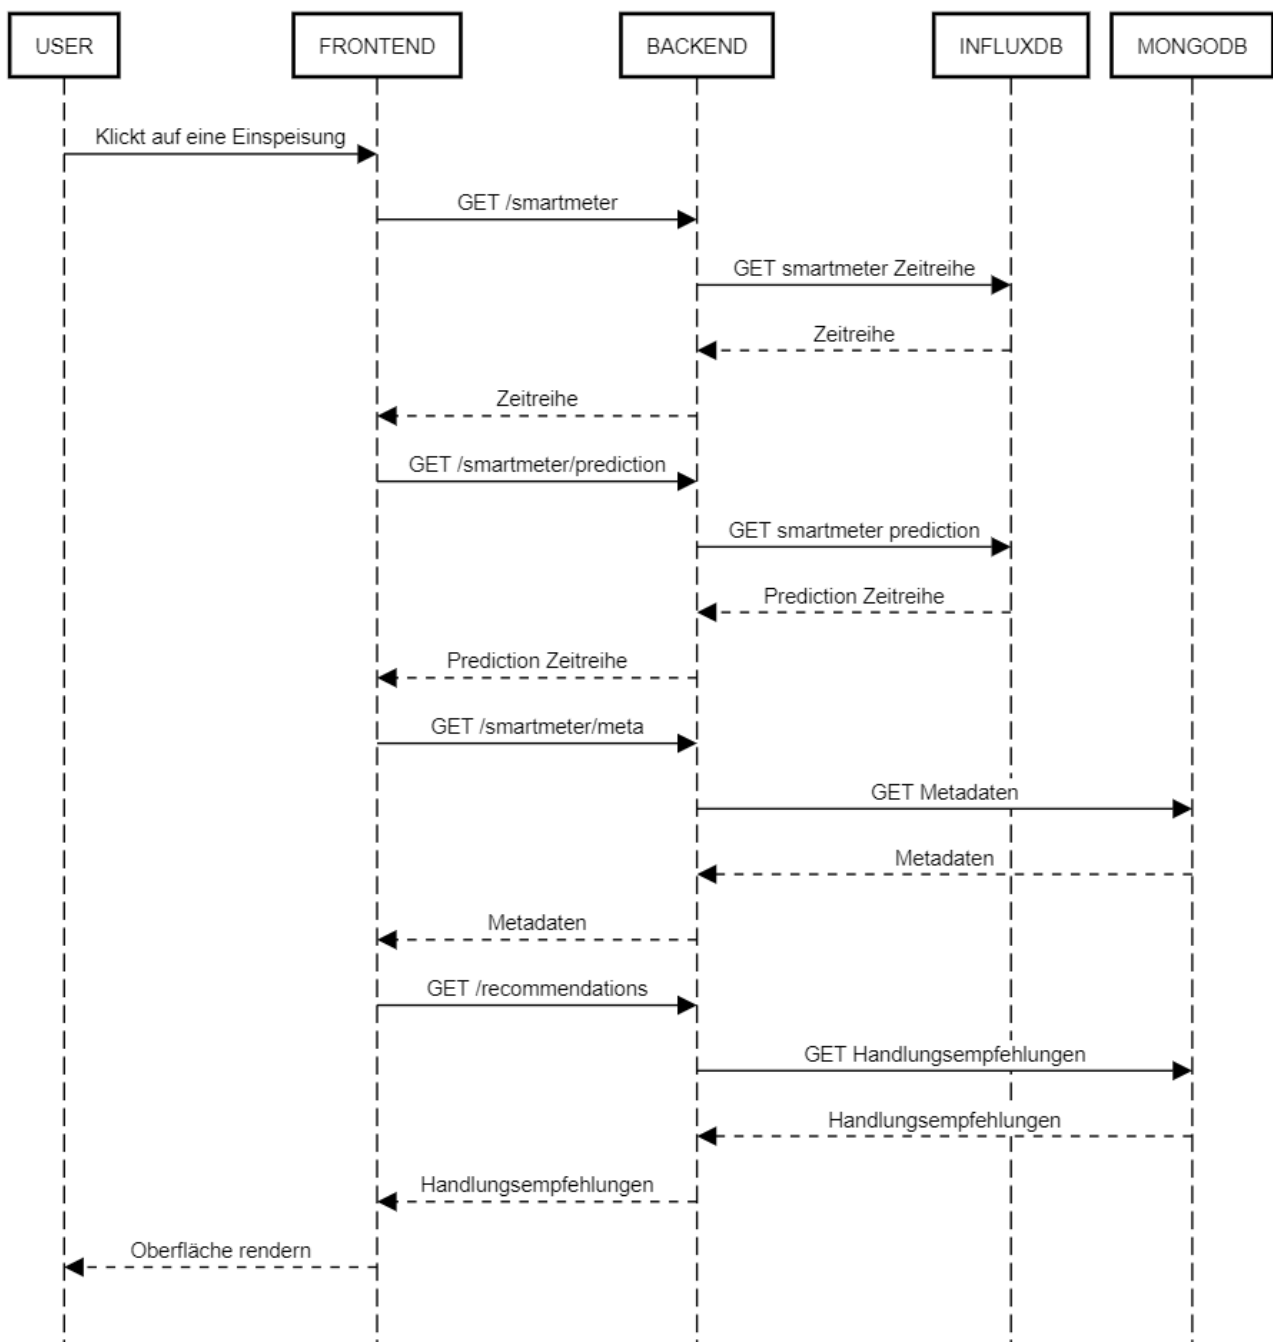 USER
FRONTEND
BACKEND
INFLUXDB
MONGODB
Klickt auf eine Einspeisung
GET /smartmeter
GET smartmeter Zeitreihe
Zeitreihe
Zeitreihe
GET /smartmeter/prediction
GET smartmeter prediction
Prediction Zeitreihe
Prediction Zeitreihe
GET /smartmeter/meta
GET Metadaten
Metadaten
Metadaten
GET /recommendations
GET Handlungsempfehlungen
Handlungsempfehlungen
Handlungsempfehlungen
Oberfläche rendern